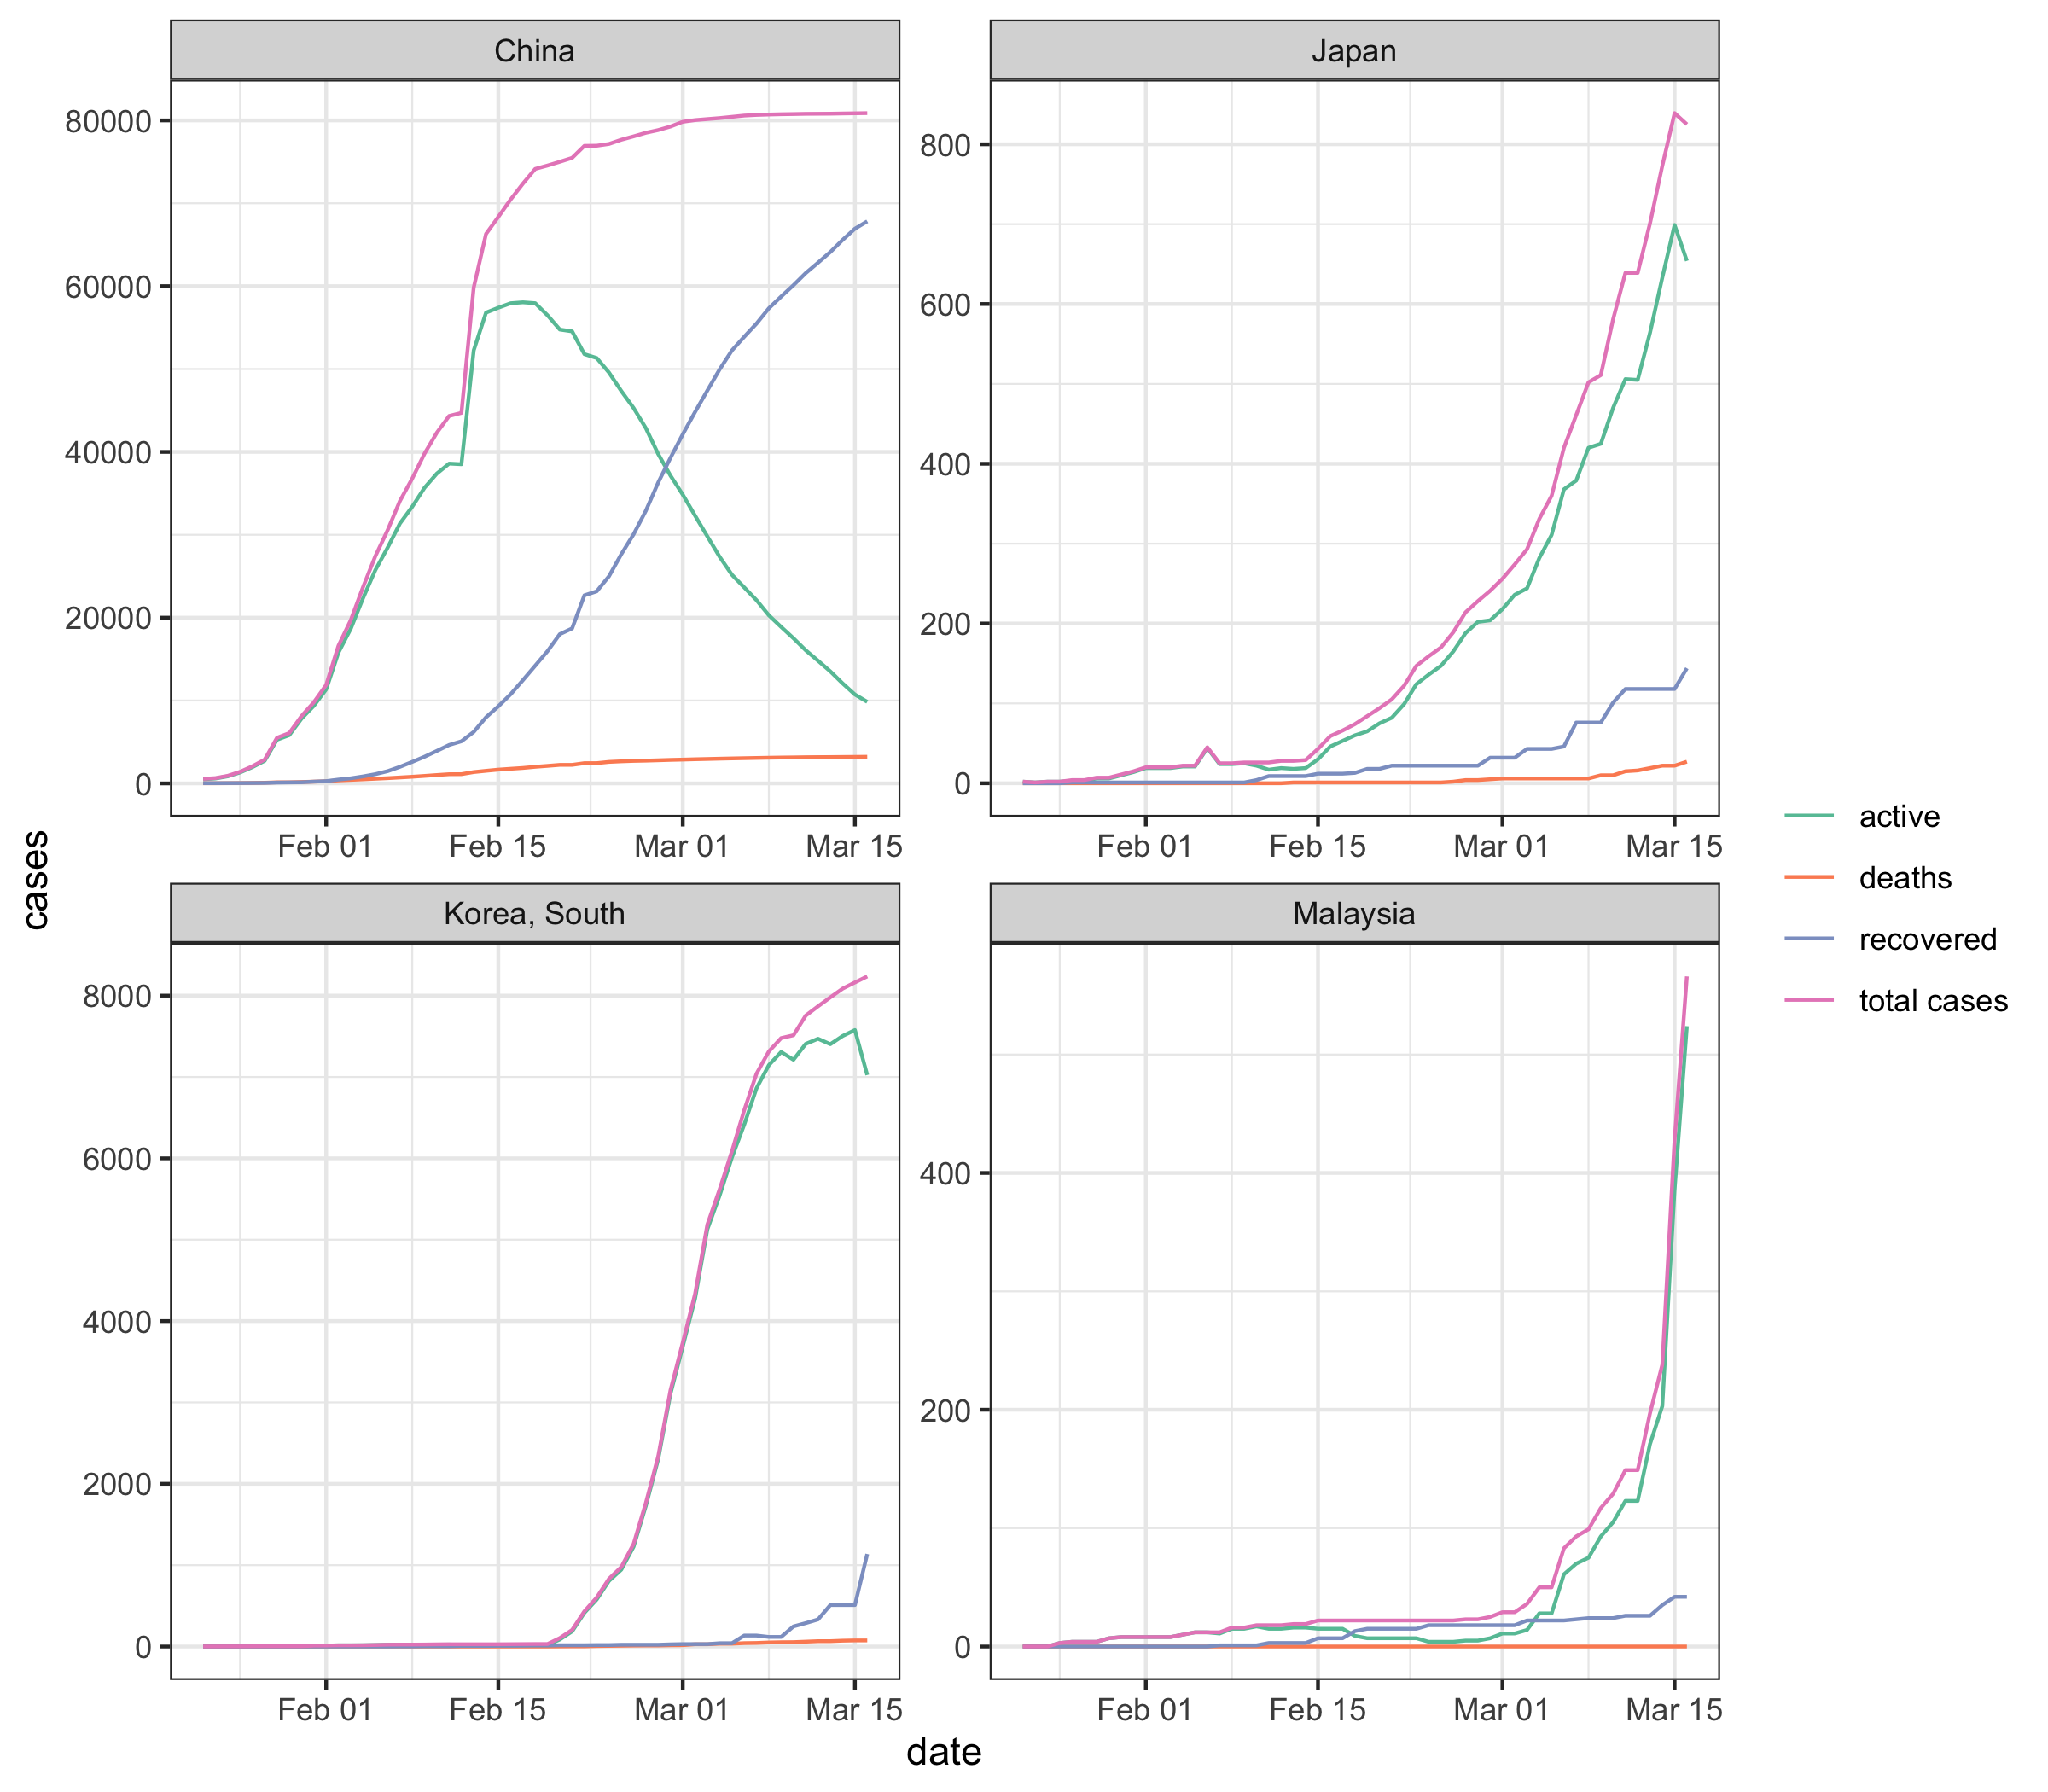 China
Japan
80000
60000
40000
20000
0
800
600
400
200
0
Feb 01 Feb 15 Mar 01 Mar 15
Feb 01 Feb 15 Mar 01 Mar 15
cases
Korea, South
Malaysia
8000
6000
4000
2000
0
400
200
0
Feb 01 Feb 15 Mar 01 Mar 15
Feb 01 Feb 15 Mar 01 Mar 15
date
active
deaths
recovered
total cases